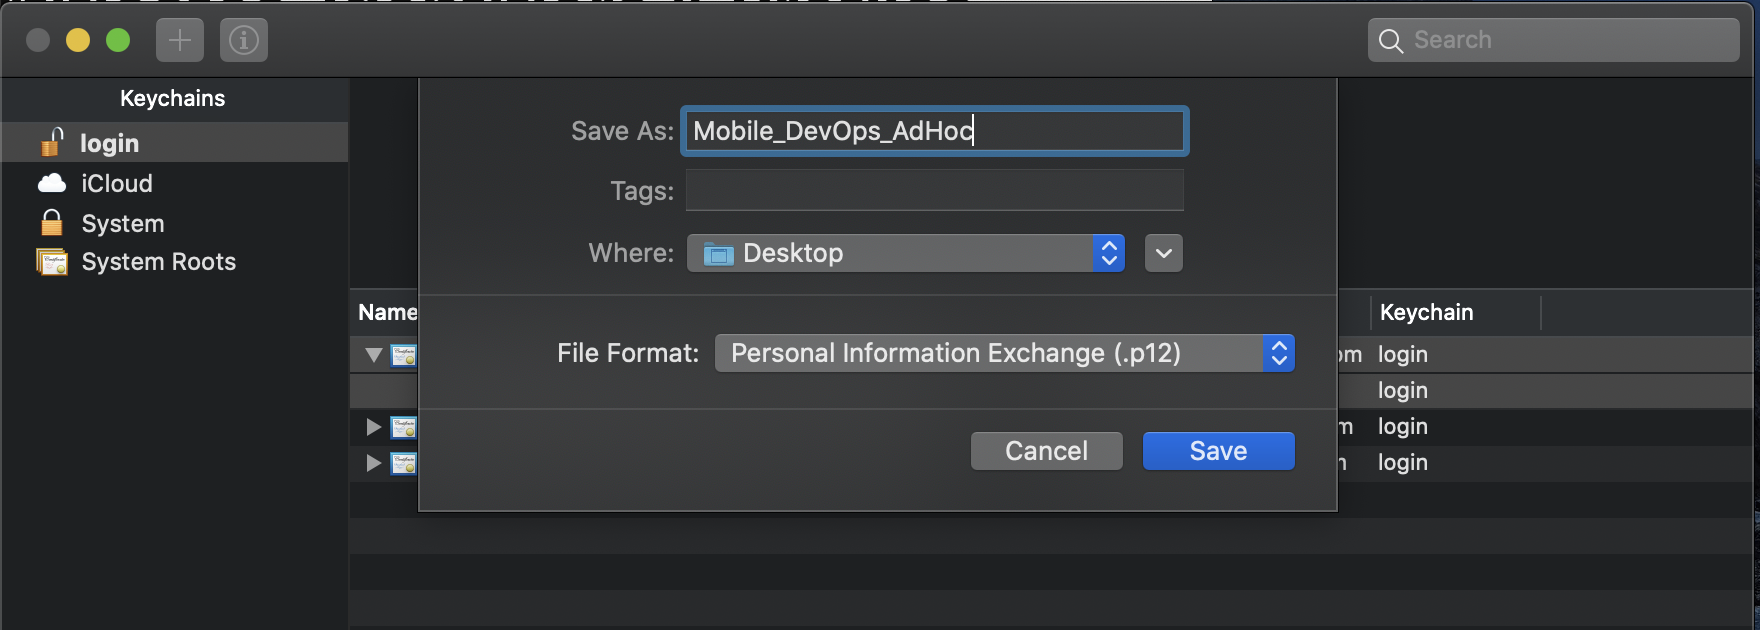 Search
Keychains
login
iCloud
System
System Roots
Save As: Mobile_DevOps_AdHoc
Tags:
Where: Desktop
File Format: Personal Information Exchange (.p12)
Cancel Save
Name Keychain
om login
login
m login
login